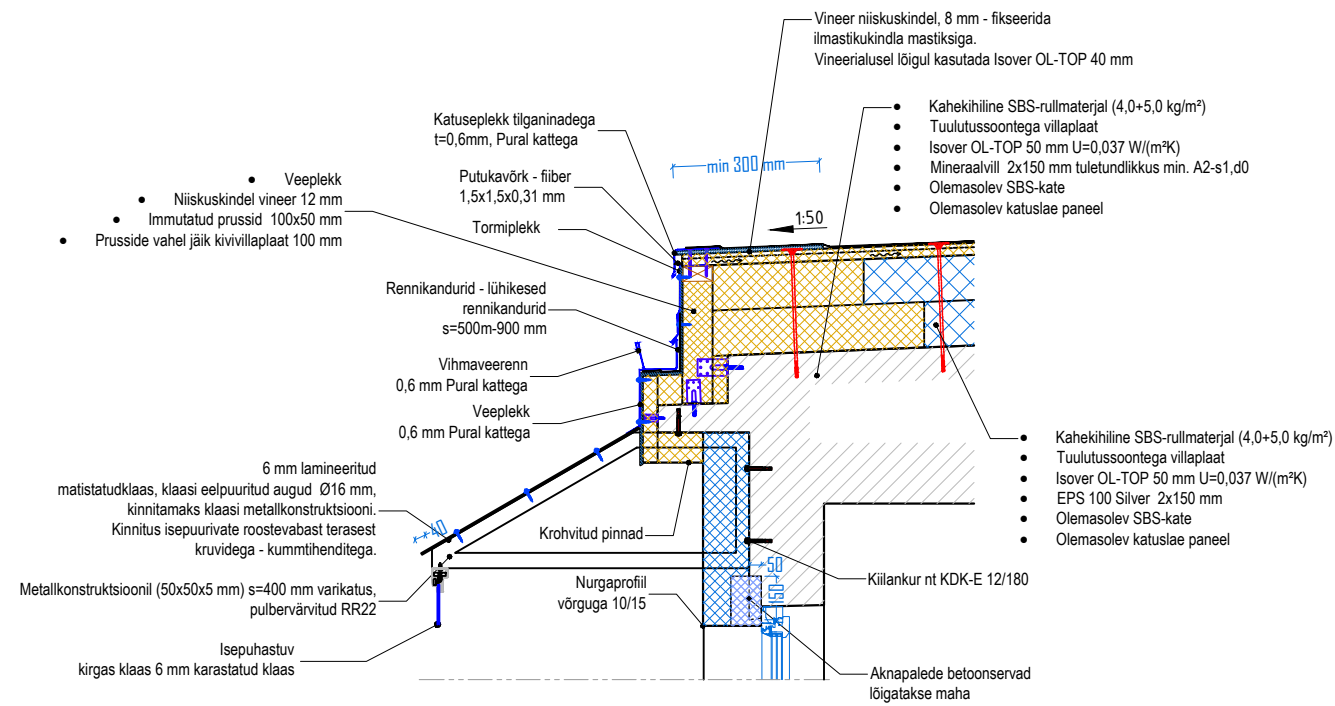 Vineer niiskuskindel, 8 mm - fikseerida
ilmastikukindla mastiksiga.
Vineerialusel lõigul kasutada Isover OL-TOP 40 mm
• Kahekihiline SBS-rullmaterjal (4,0+5,0 kg/m²)
• Tuulutussoontega villaplaat
• Isover OL-TOP 50 mm U=0,037 W/(m²K)
• Mineraalvill 2x150 mm tuletundlikkus min. A2-s1,d0
• Olemasolev SBS-kate
• Olemasolev katuslae paneel
Katuseplekk tilganinadega
t=0,6mm, Pural kattega
min 300 mm
Putukavõrk - fiiber
1,5x1,5x0,31 mm
• Veeplekk
• Niiskuskindel vineer 12 mm
• Immutatud prussid 100x50 mm
• Prusside vahel jäik kivivillaplaat 100 mm
Tormiplekk
1:50
Rennikandurid - lühikesed
rennikandurid
s=500m-900 mm
Vihmaveerenn
0,6 mm Pural kattega
Veeplekk
0,6 mm Pural kattega
• Kahekihiline SBS-rullmaterjal (4,0+5,0 kg/m²)
• Tuulutussoontega villaplaat
• Isover OL-TOP 50 mm U=0,037 W/(m²K)
• EPS 100 Silver 2x150 mm
• Olemasolev SBS-kate
• Olemasolev katuslae paneel
6 mm lamineeritud
matistatudklaas, klaasi eelpuuritud augud Ø16 mm,
kinnitamaks klaasi metallkonstruktsiooni.
Kinnitus isepuurivate roostevabast terasest
kruvidega - kummtihenditega.
40
Krohvitud pinnad
50
150
Kiilankur nt KDK-E 12/180
Metallkonstruktsioonil (50x50x5 mm) s=400 mm varikatus,
pulbervärvitud RR22
Nurgaprofiil
võrguga 10/15
Isepuhastuv
kirgas klaas 6 mm karastatud klaas
Aknapalede betoonservad
lõigatakse maha